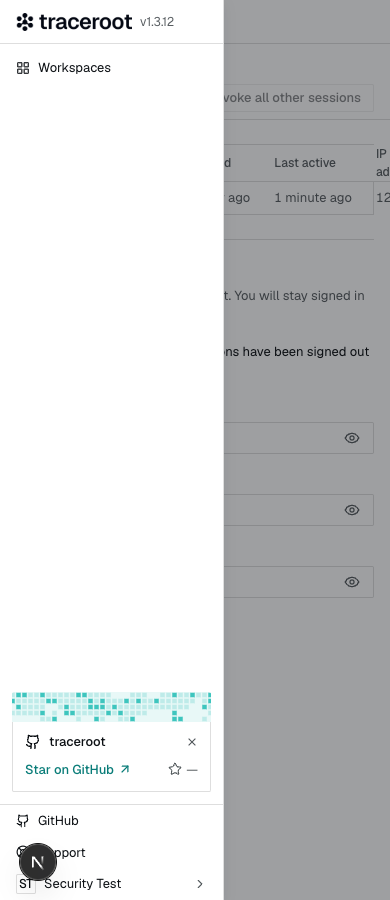 traceroot v1.3.12
Workspaces
voke all other sessions
d Last active IP
ad
ago 1 minute ago 12
t. You will stay signed in
ns have been signed out
traceroot
Star on GitHub
GitHub
pport
N
ST Security Test